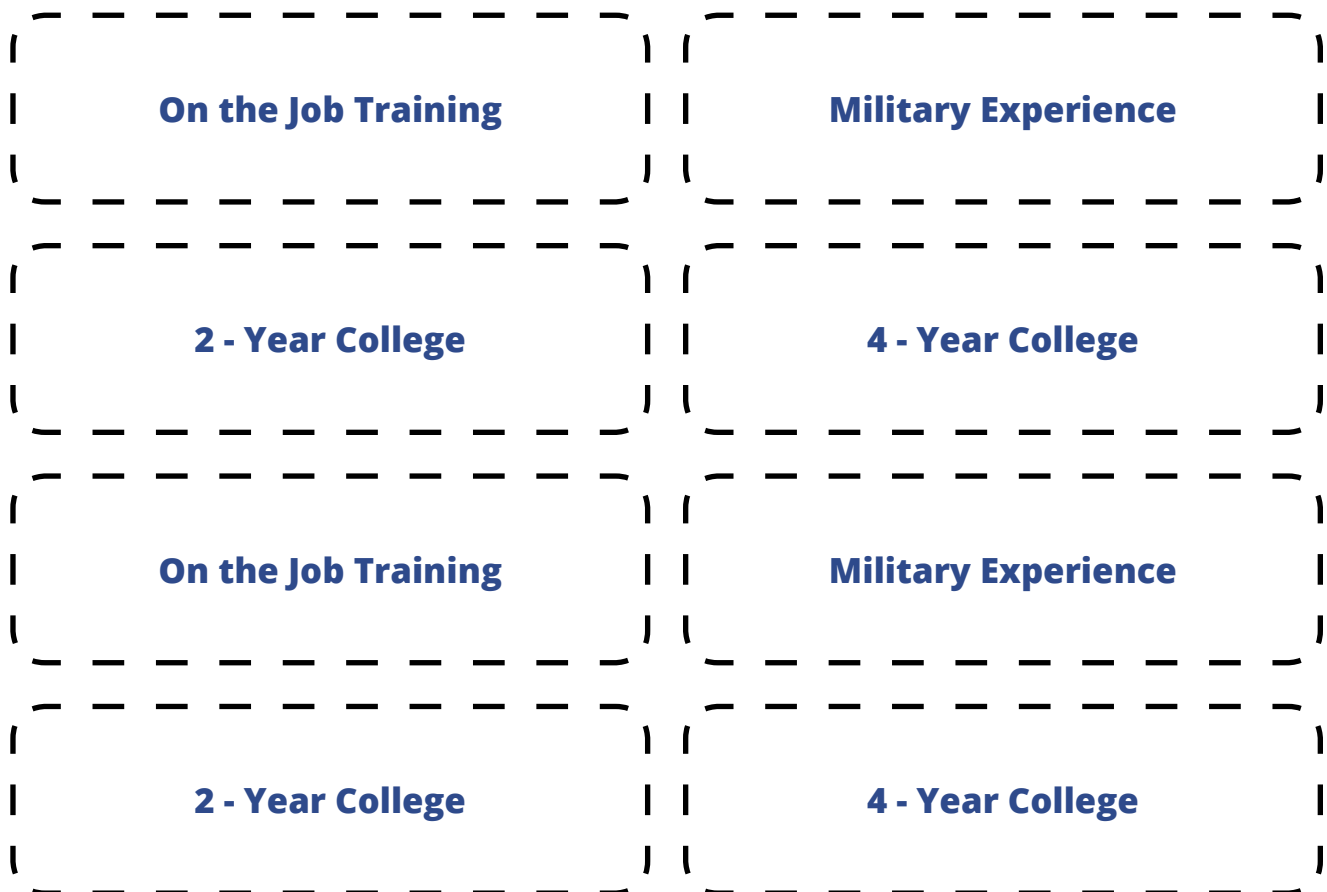 On the Job Training
Military Experience
2 - Year College
4 - Year College
On the Job Training
Military Experience
2 - Year College
4 - Year College